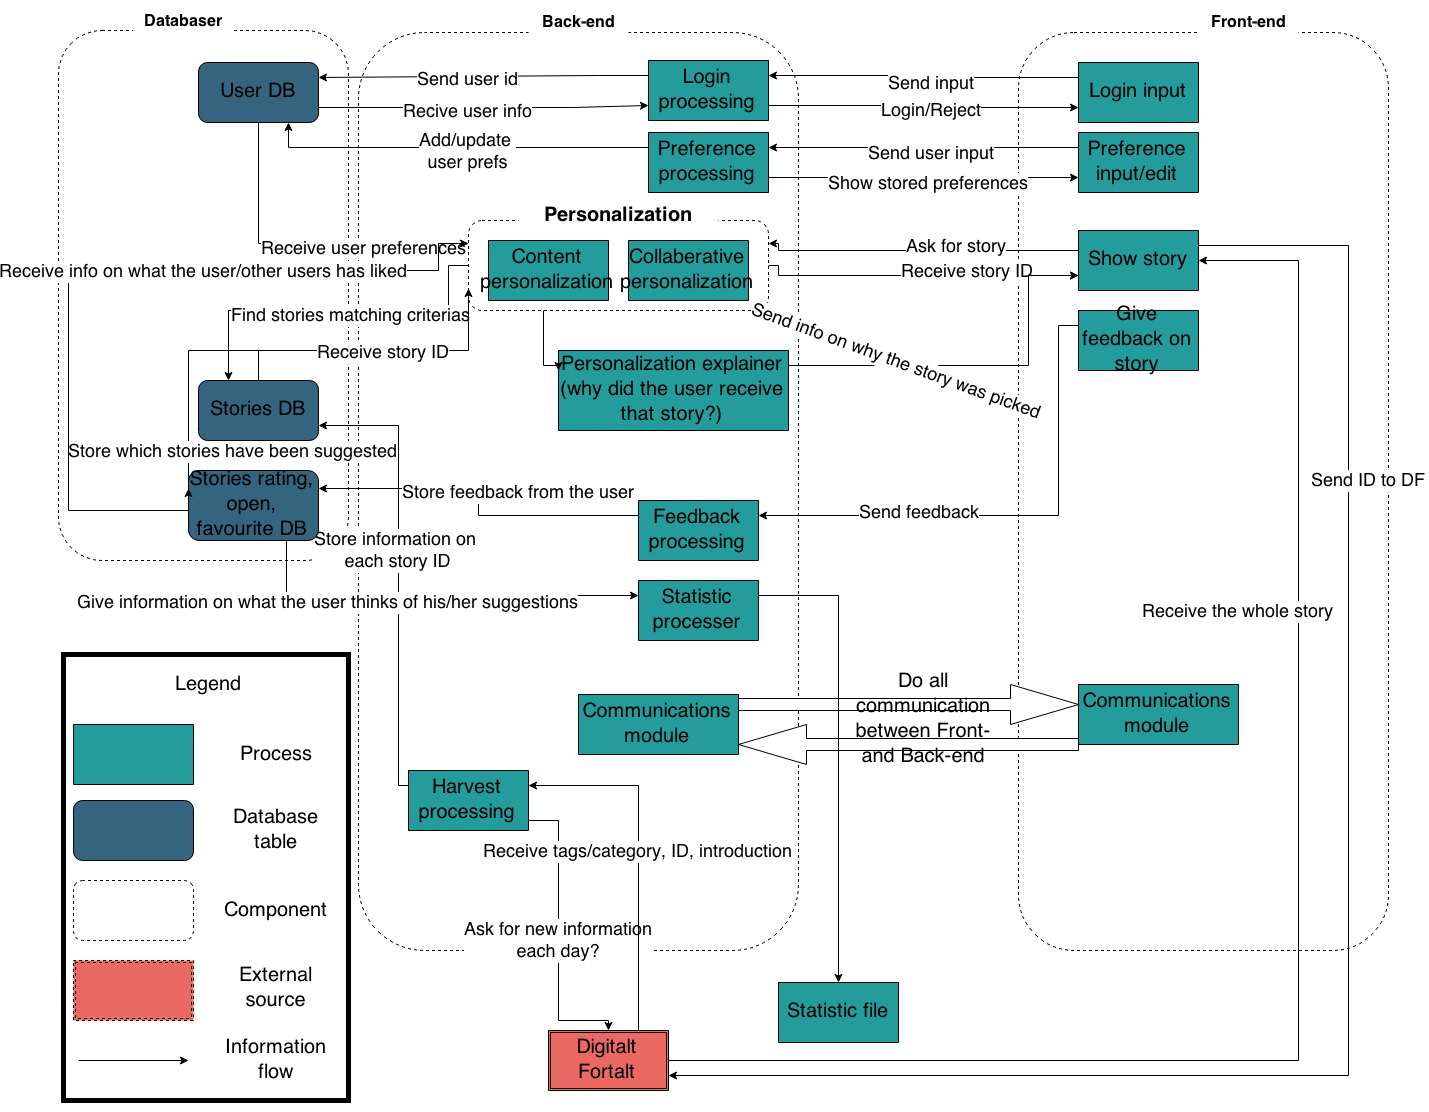 Databaser
Back-end
Front-end
User DB
Send user id
Login
processing
Send input
Login input
Recive user info
Login/Reject
Add/update
user prefs
Preference
processing
Send user input
Preference
input/edit
Show stored preferences
Personalization
Receive user preferences
Content
personalization
Collaberative
personalization
Ask for story
Show story
Receive info on what the user/other users has liked
Receive story ID
Find stories matching criterias
Send info on why the story was picked
Give
feedback on
story
Receive story ID
Personalization explainer
(why did the user receive
that story?)
Stories DB
Store which stories have been suggested
Stories rating,
open,
favourite DB
Store feedback from the user
Send ID to DF
Feedback
processing
Send feedback
Store information on
each story ID
Give information on what the user thinks of his/her suggestions
Statistic
processer
Receive the whole story
Legend
Communications
module
Do all
communication
between Front-
and Back-end
Communications
module
Process
Harvest
processing
Database
table
Receive tags/category, ID, introduction
Component
Ask for new information
each day?
External
source
Statistic file
Information
flow
Digitalt
Fortalt